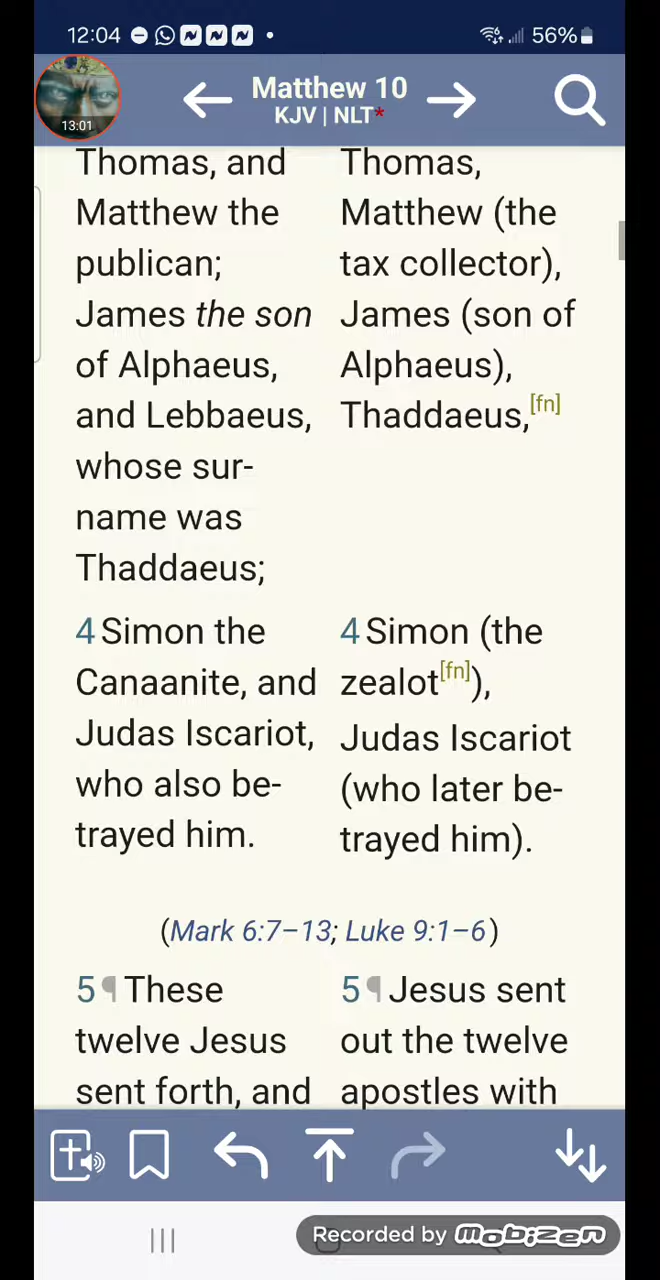 12:04 56%
Matthew 10
KJV | NLT*
13:01
Thomas, and
Matthew the
publican;
James the son
of Alphaeus,
and Lebbaeus,
whose sur-
name was
Thaddaeus;
Thomas,
Matthew (the
tax collector),
James (son of
Alphaeus),
Thaddaeus,[fn]
4 Simon the
Canaanite, and
Judas Iscariot,
who also be-
trayed him.
4 Simon (the
zealot[fn]),
Judas Iscariot
(who later be-
trayed him).
(Mark 6:7–13; Luke 9:1–6)
5 ¶ These
twelve Jesus
sent forth, and
5 ¶ Jesus sent
out the twelve
apostles with
Recorded by mobizen